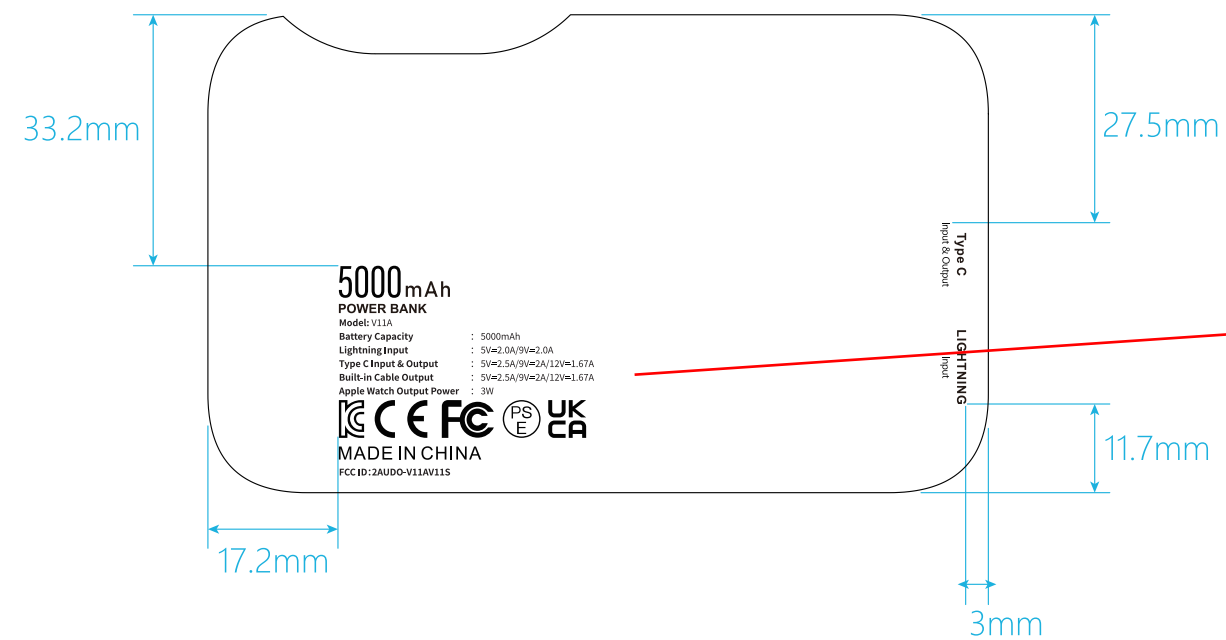 33.2mm
27.5mm
Type C
Input & Output
5000mAh
POWER BANK
Model: V11A
Battery Capacity : 5000mAh
Lightning Input : 5V=2.0A/9V=2.0A
Type C Input & Output : 5V=2.5A/9V=2A/12V=1.67A
Built-in Cable Output : 5V=2.5A/9V=2A/12V=1.67A
Apple Watch Output Power : 3W
LIGHTNING
Input
CE FC PS E UK CA
MADE IN CHINA
FCC ID:2AUDO-V11AV11S
11.7mm
17.2mm
3mm